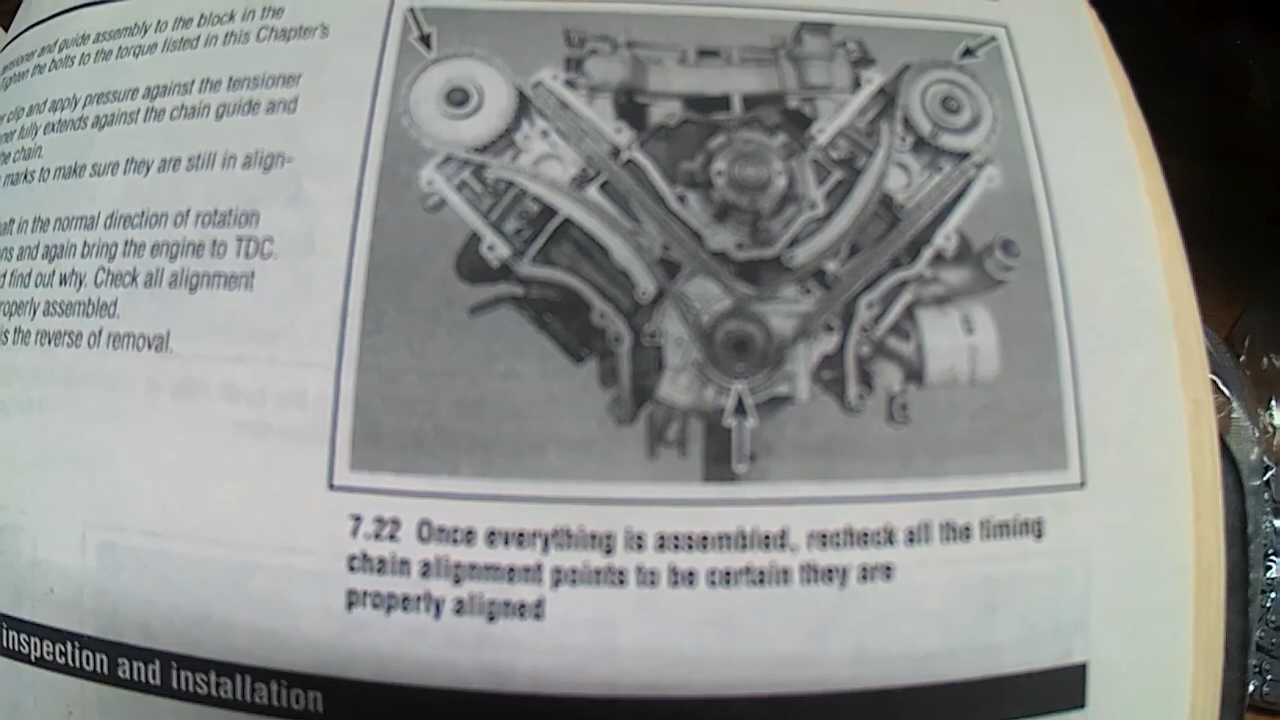 and guide assembly to the block in the
Tighten the bolts to the torque listed in this Chapter's
clip and apply pressure against the tensioner
fully extends against the chain guide and
chain.
marks to make sure they are still in align-
in the normal direction of rotation
and again bring the engine to TDC.
find out why. Check all alignment
assembled.
is the reverse of removal.
7.22 Once everything is assembled, recheck all the timing
chain alignment points to be certain they are
properly aligned
inspection and installation